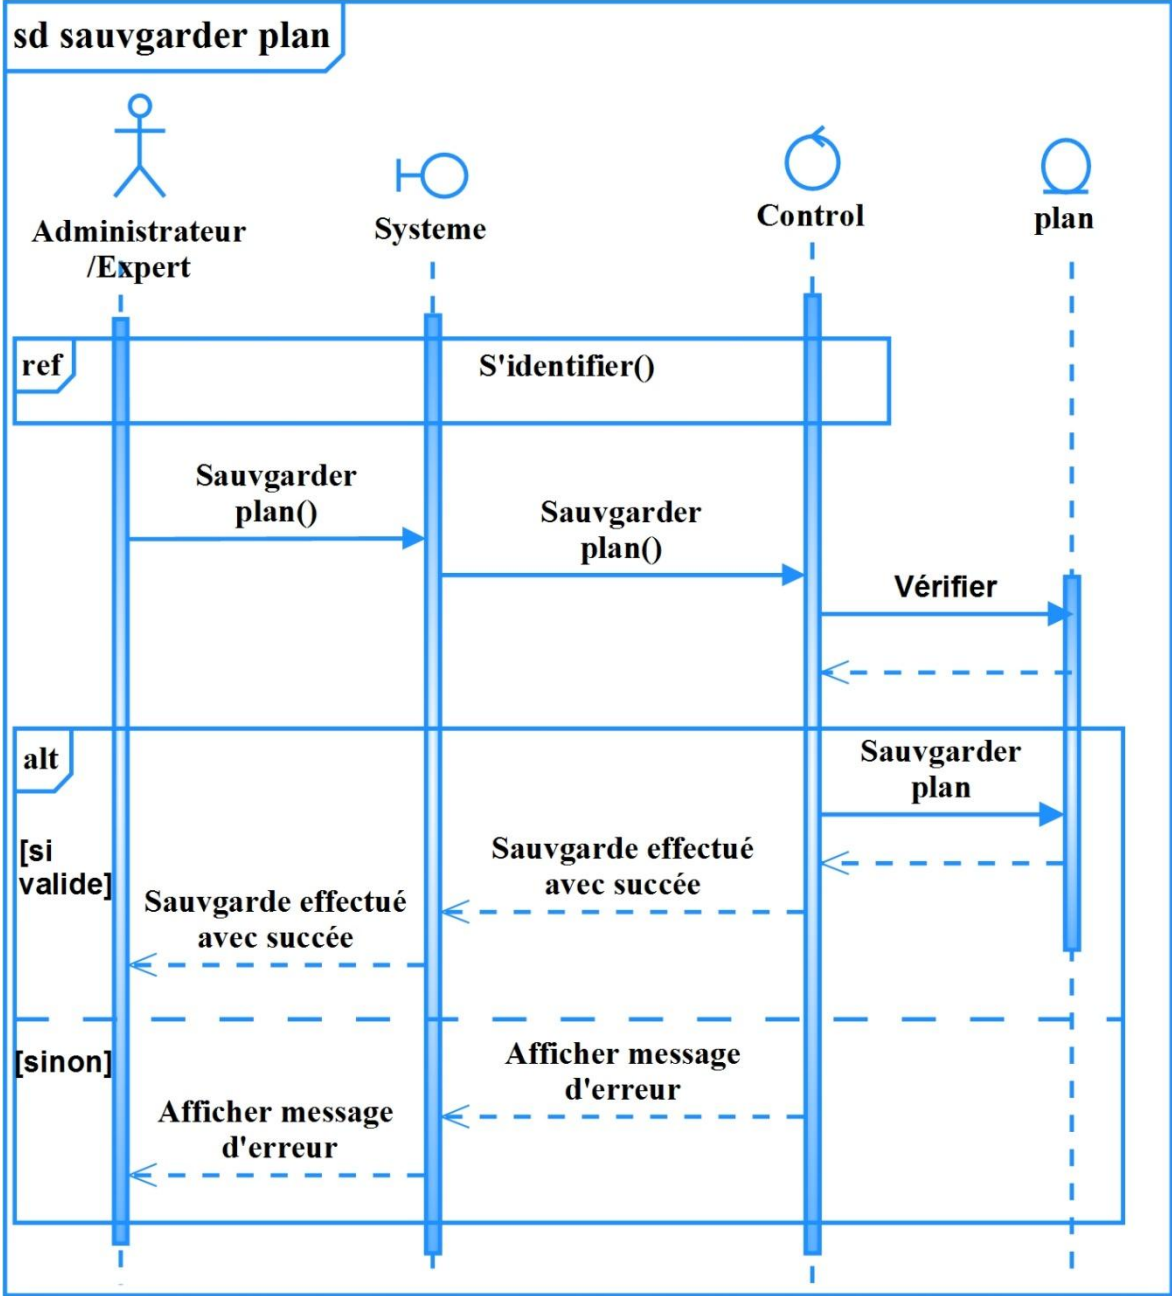 sd sauvgarder plan
Administrateur
/Expert
Systeme
Control
plan
ref
S'identifier()
Sauvgarder
plan()
Sauvgarder
plan()
Vérifier
alt
Sauvgarder
plan
[si
valide]
Sauvgarde effectué
avec succée
Sauvgarde effectué
avec succée
[sinon]
Afficher message
d'erreur
Afficher message
d'erreur